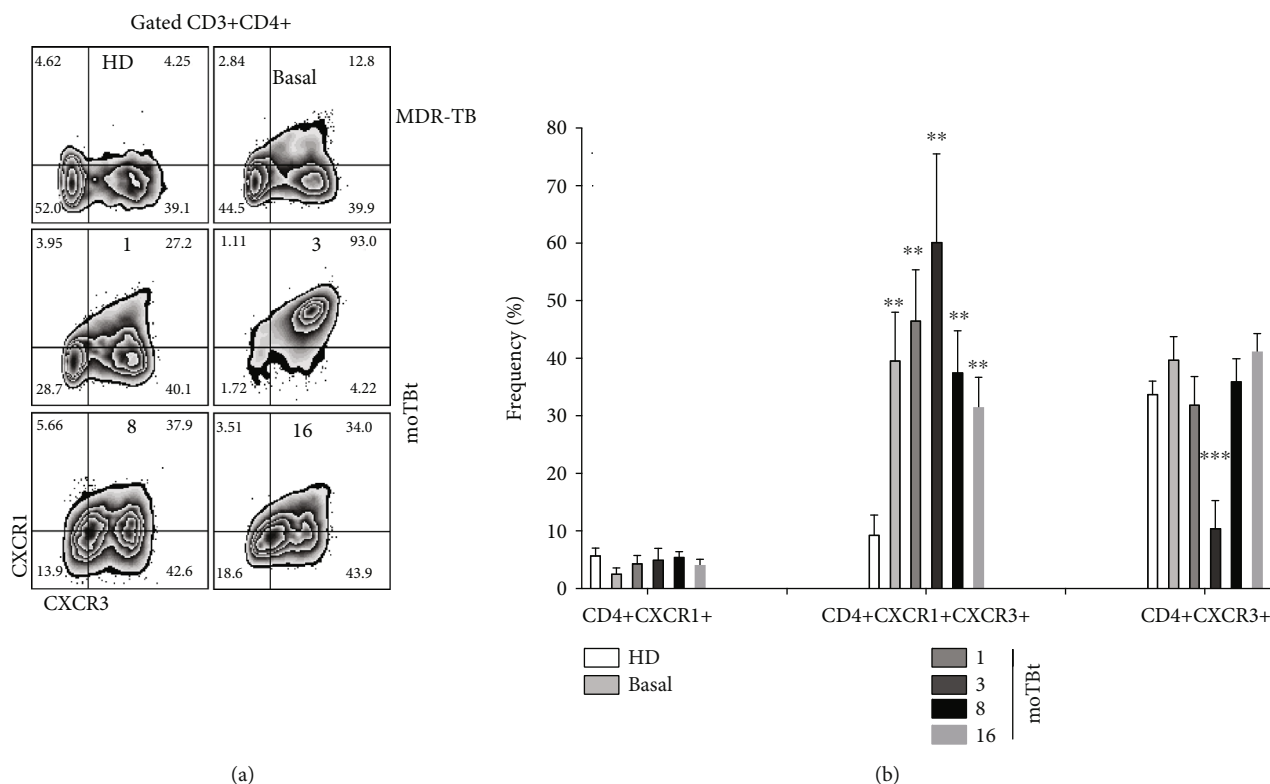 Gated CD3+CD4+
4.62 HD 4.25
52.0 39.1
2.84 Basal 12.8
44.5 39.9
MDR-TB
3.95 1 27.2
28.7 40.1
1.11 3 93.0
1.72 4.22
5.66 8 37.9
13.9 42.6
3.51 16 34.0
18.6 43.9
moTBt
CXCR1
CXCR3
(a)
Frequency (%)
80
70
60
50
40
30
20
10
0
**
**
**
**
**
***
CD4+CXCR1+
CD4+CXCR1+CXCR3+
CD4+CXCR3+
HD
Basal
1
3
8
16
moTBt
(b)